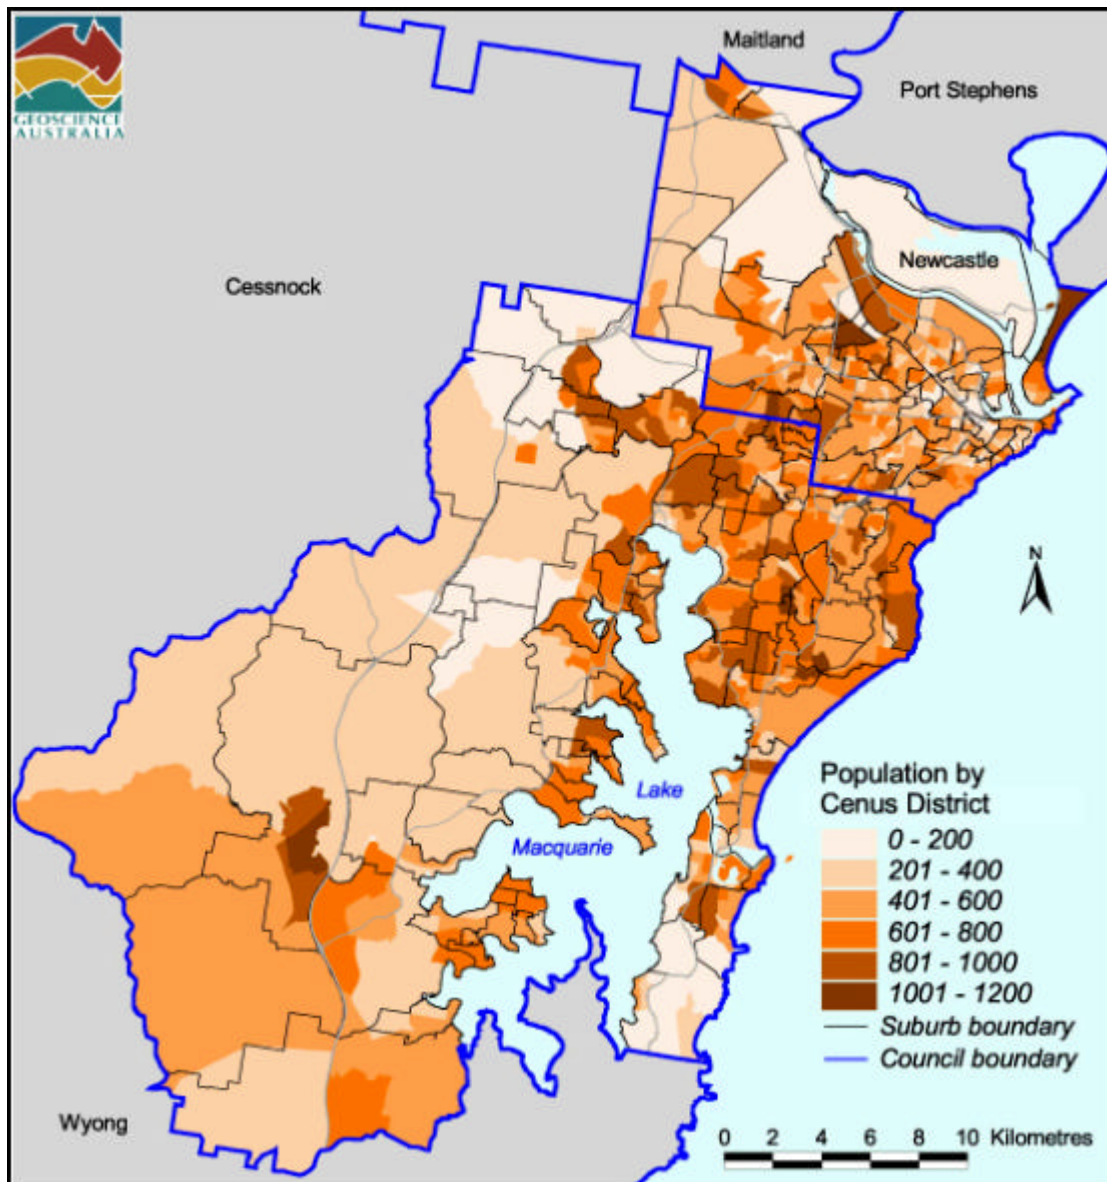 GEOSCIENCE
AUSTRALIA
Maitland
Port Stephens
Cessnock
Newcastle
N
Lake
Macquarie
Wyong
Population by
Cenus District
0 - 200
201 - 400
401 - 600
601 - 800
801 - 1000
1001 - 1200
Suburb boundary
Council boundary
0 2 4 6 8 10 Kilometres